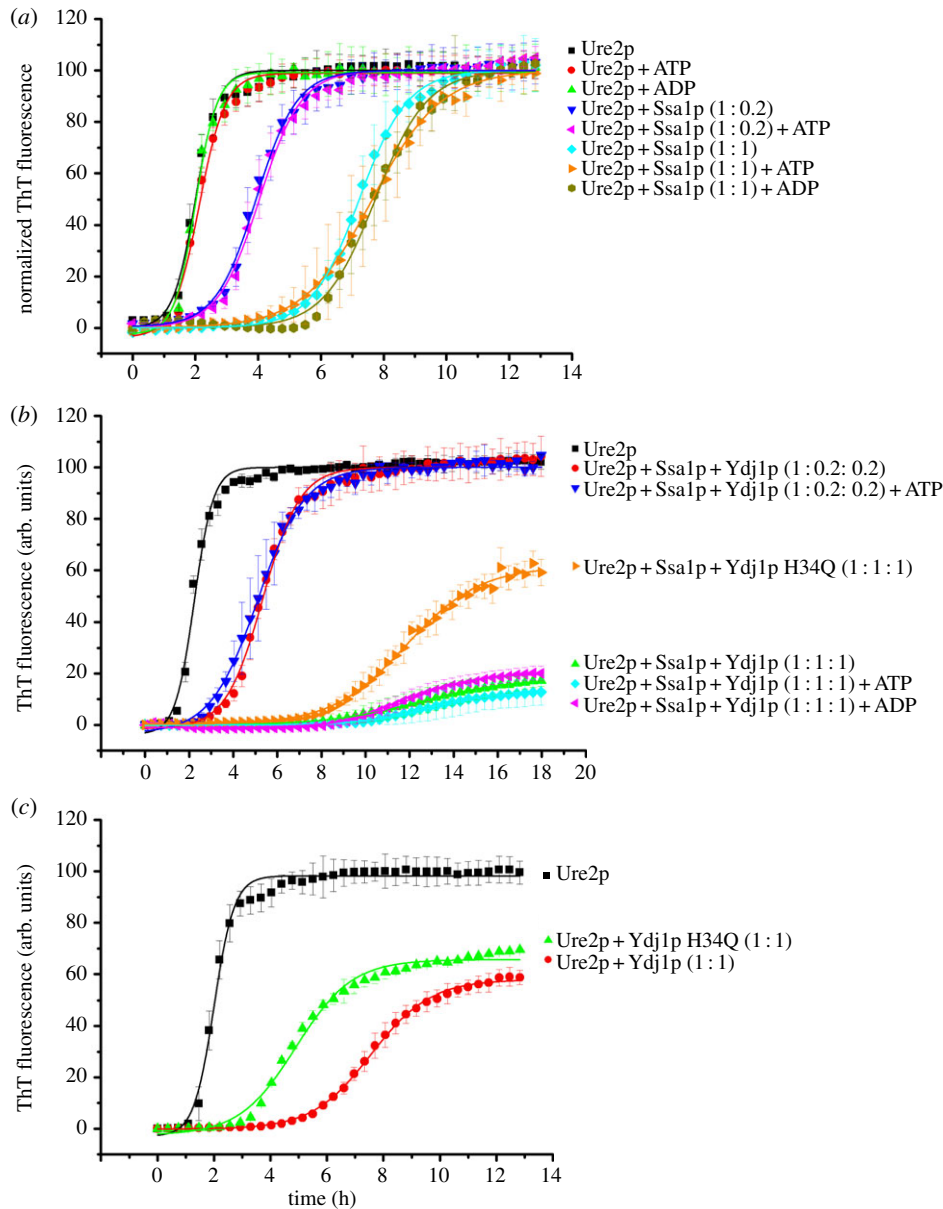 (a)
120
100
80
60
40
20
0
normalized ThT fluorescence
0 2 4 6 8 10 12 14
Ure2p
Ure2p + ATP
Ure2p + ADP
Ure2p + Ssa1p (1 : 0.2)
Ure2p + Ssa1p (1 : 0.2) + ATP
Ure2p + Ssa1p (1 : 1)
Ure2p + Ssa1p (1 : 1) + ATP
Ure2p + Ssa1p (1 : 1) + ADP
(b)
120
100
80
60
40
20
0
ThT fluorescence (arb. units)
0 2 4 6 8 10 12 14 16 18 20
Ure2p
Ure2p + Ssa1p + Ydj1p (1 : 0.2: 0.2)
Ure2p + Ssa1p + Ydj1p (1 : 0.2: 0.2) + ATP
Ure2p + Ssa1p + Ydj1p H34Q (1 : 1 : 1)
Ure2p + Ssa1p + Ydj1p (1 : 1 : 1)
Ure2p + Ssa1p + Ydj1p (1 : 1 : 1) + ATP
Ure2p + Ssa1p + Ydj1p (1 : 1 : 1) + ADP
(c)
120
100
80
60
40
20
0
ThT fluorescence (arb. units)
0 2 4 6 8 10 12 14
time (h)
Ure2p
Ure2p + Ydj1p H34Q (1 : 1)
Ure2p + Ydj1p (1 : 1)